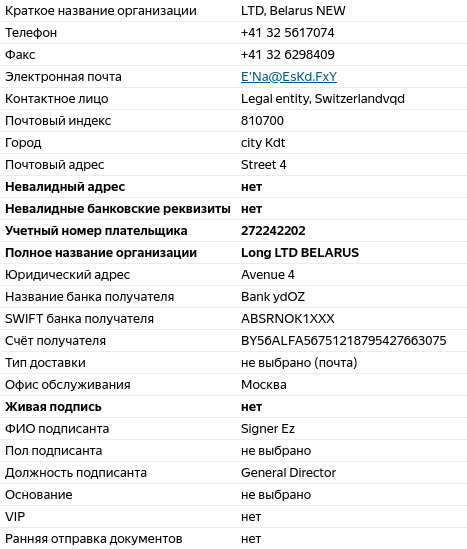 Краткое название организации LTD, Belarus NEW
Телефон +41 32 5617074
Факс +41 32 6298409
Электронная почта E'Na@EsKd.FxY
Контактное лицо Legal entity, Switzerlandvqd
Почтовый индекс 810700
Город city Kdt
Почтовый адрес Street 4
Невалидный адрес нет
Невалидные банковские реквизиты нет
Учетный номер плательщика 272242202
Полное название организации Long LTD BELARUS
Юридический адрес Avenue 4
Название банка получателя Bank ydOZ
SWIFT банка получателя ABSRNOK1XXX
Счёт получателя BY56ALFA56751218795427663075
Тип доставки не выбрано (почта)
Офис обслуживания Москва
Живая подпись нет
ФИО подписанта Signer Ez
Пол подписанта не выбрано
Должность подписанта General Director
Основание не выбрано
VIP нет
Ранняя отправка документов нет